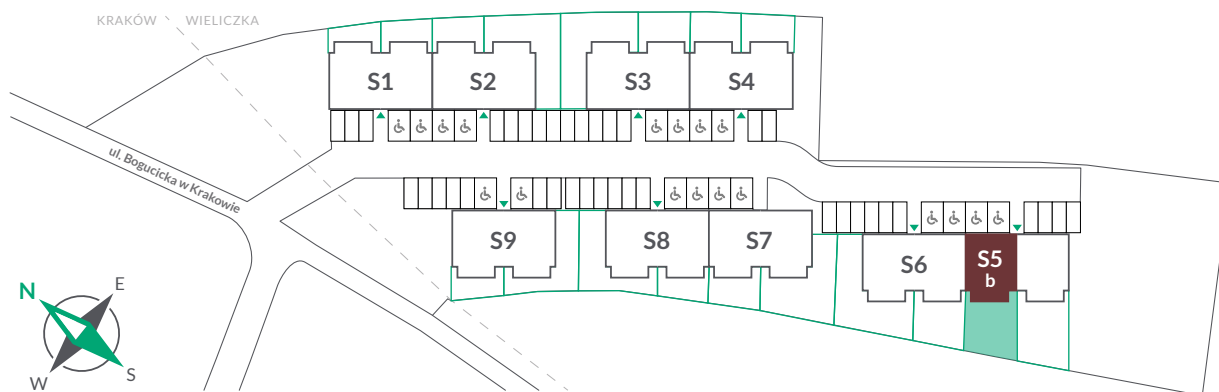 KRAKÓW WIELICZKA
S1 S2 S3 S4
ul. Bogucicka w Krakowie
S9 S8 S7 S6 S5
b
N E
W S